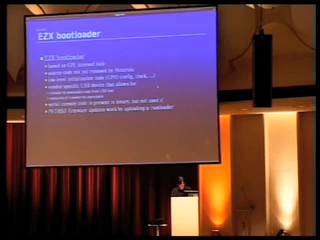 EZX bootloader
EZX bootloader
based on GPL licensed blob
source code not yet released by Motorola
low-level initialization code (GPIO config, clock, ...)
vendor specific USB device that allows for
serial console code is present in binary, but not used :(
firmware updates work by uploading a 'ramloader'